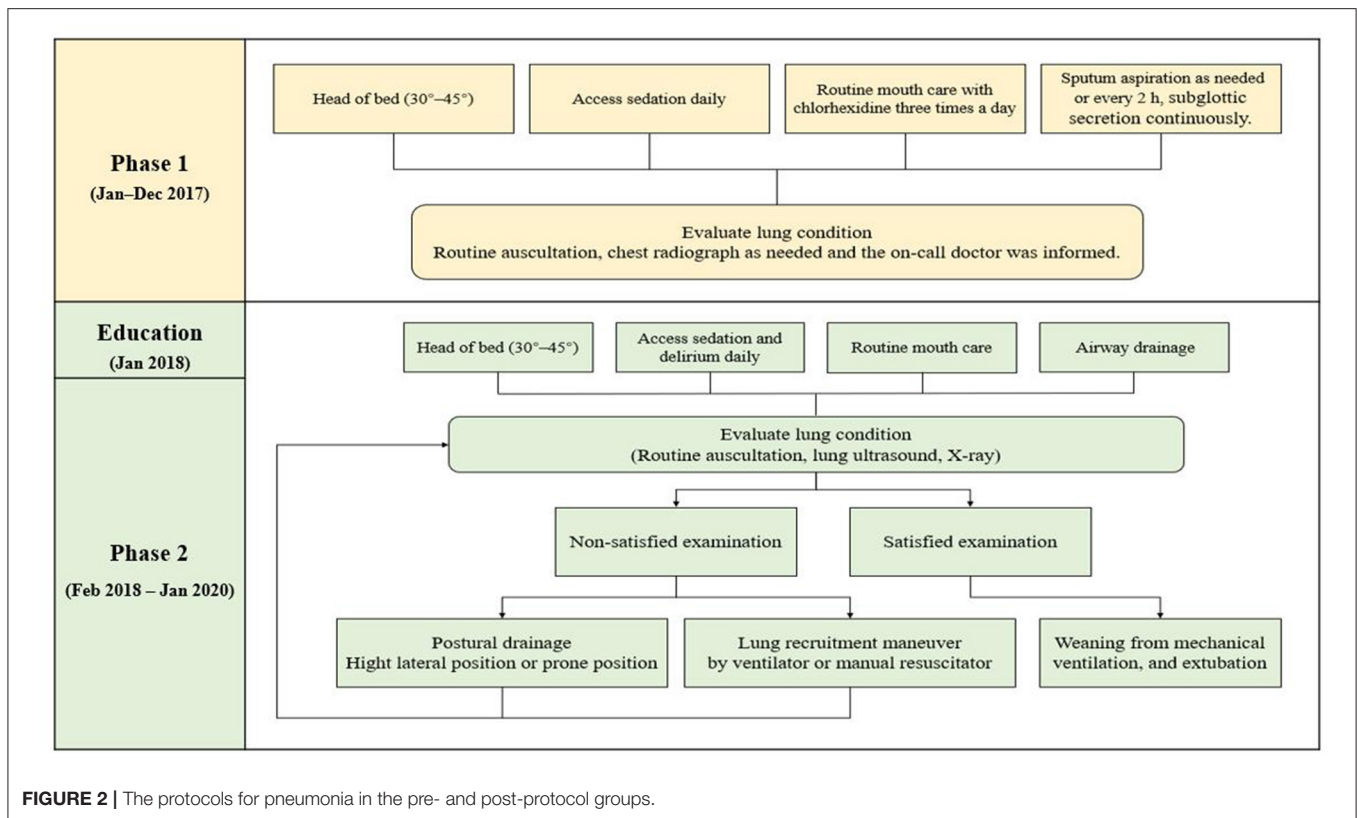 Phase 1
(Jan–Dec 2017)
Head of bed (30°–45°)
Access sedation daily
Routine mouth care with
chlorhexidine three times a day
Sputum aspiration as needed
or every 2 h, subglottic
secretion continuously.
Evaluate lung condition
Routine auscultation, chest radiograph as needed and the on-call doctor was informed.
Education
(Jan 2018)
Head of bed (30°–45°)
Access sedation and
delirium daily
Routine mouth care
Airway drainage
Phase 2
(Feb 2018 – Jan 2020)
Evaluate lung condition
(Routine auscultation, lung ultrasound, X-ray)
Non-satisfied examination
Satisfied examination
Postural drainage
Hight lateral position or prone position
Lung recruitment maneuver
by ventilator or manual resuscitator
Weaning from mechanical
ventilation, and extubation
FIGURE 2 | The protocols for pneumonia in the pre- and post-protocol groups.